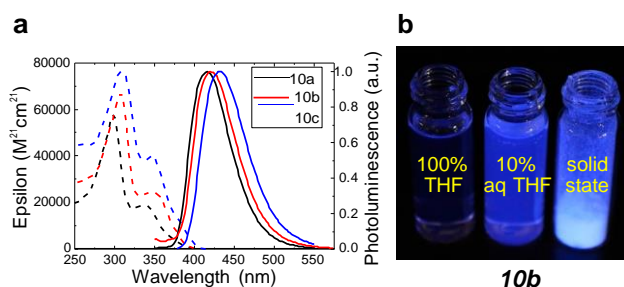 a
80000
60000
40000
20000
0
250 300 350 400 450 500 550
Epsilon (M²¹cm²¹)
Wavelength (nm)
1.0
0.8
0.6
0.4
0.2
0.0
Photoluminescence (a.u.)
10a
10b
10c
b
100%
THF
10%
aq THF
solid
state
10b